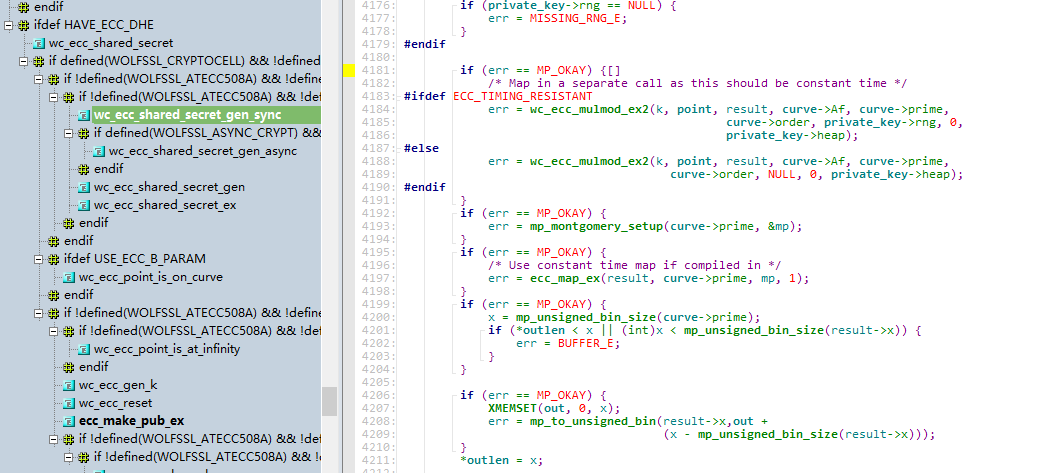 endif
ifdef HAVE_ECC_DHE
wc_ecc_shared_secret
if !defined(WOLFSSL_CRYPTOCELL) && !defined
if !defined(WOLFSSL_ATECC508A) && !defi
if !defined(WOLFSSL_ATECC508A) && !def
wc_ecc_shared_secret_gen_sync
if defined(WOLFSSL_ASYNC_CRYPT) &&
wc_ecc_shared_secret_gen_async
endif
wc_ecc_shared_secret_gen
wc_ecc_shared_secret_ex
endif
endif
ifdef USE_ECC_B_PARAM
wc_ecc_point_is_on_curve
endif
if !defined(WOLFSSL_ATECC508A) && !defi
if !defined(WOLFSSL_ATECC508A) && !def
wc_ecc_point_is_at_infinity
endif
wc_ecc_gen_k
wc_ecc_reset
ecc_make_pub_ex
if !defined(WOLFSSL_ATECC508A) && !def
if !defined(WOLFSSL_ATECC508A) && !
4176: if (private_key->rng == NULL) {
4177: err = MISSING_RNG_E;
4178: }
4179: #endif
4180:
4181: if (err == MP_OKAY) {[]
4182: /* Map in a separate call as this should be constant time */
4183: #ifdef ECC_TIMING_RESISTANT
4184: err = wc_ecc_mulmod_ex2(k, point, result, curve->Af, curve->prime,
4185: curve->order, private_key->rng, 0,
4186: private_key->heap);
4187: #else
4188: err = wc_ecc_mulmod_ex2(k, point, result, curve->Af, curve->prime,
4189: curve->order, NULL, 0, private_key->heap);
4190: #endif
4191: }
4192: if (err == MP_OKAY) {
4193: err = mp_montgomery_setup(curve->prime, &mp);
4194: }
4195: if (err == MP_OKAY) {
4196: /* Use constant time map if compiled in */
4197: err = ecc_map_ex(result, curve->prime, mp, 1);
4198: }
4199: if (err == MP_OKAY) {
4200: x = mp_unsigned_bin_size(curve->prime);
4201: if (*outlen < x || (int)x < mp_unsigned_bin_size(result->x)) {
4202: err = BUFFER_E;
4203: }
4204: }
4205:
4206: if (err == MP_OKAY) {
4207: XMEMSET(out, 0, x);
4208: err = mp_to_unsigned_bin(result->x,out +
4209: (x - mp_unsigned_bin_size(result->x)));
4210: }
4211: *outlen = x;